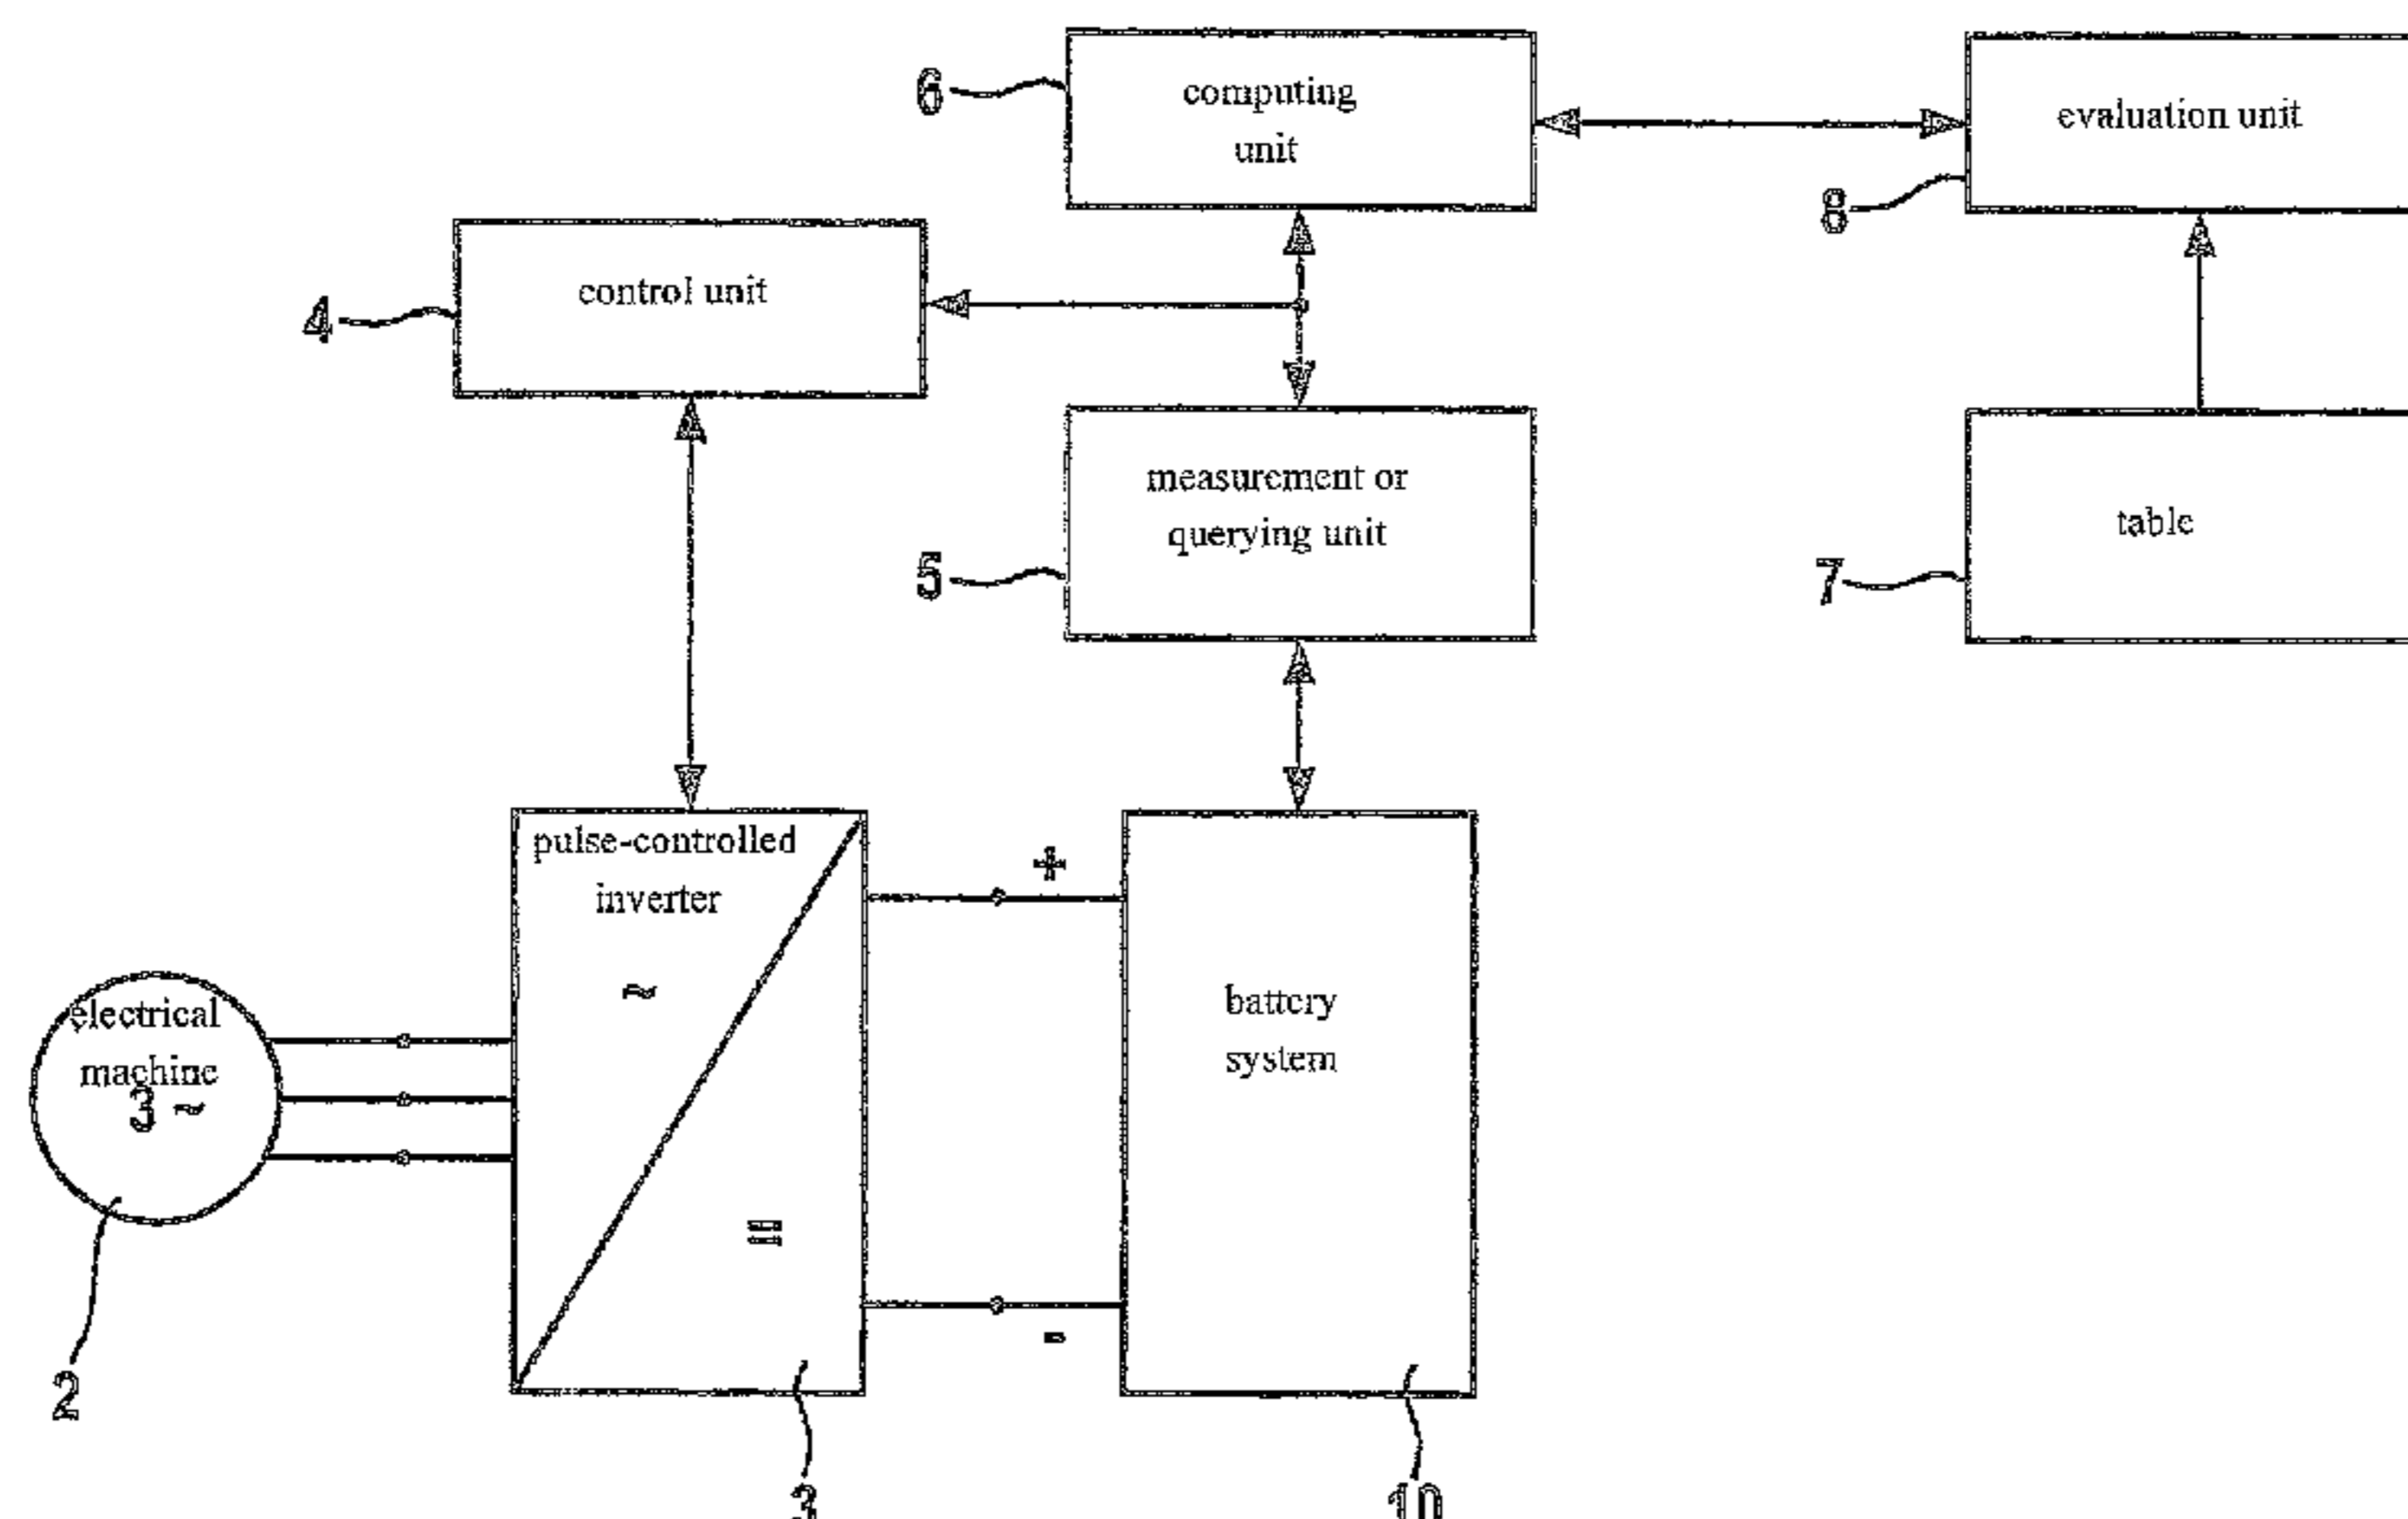 computing
unit
6
evaluation unit
8
control unit
4
measurement or
querying unit
5
table
7
pulse-controlled
inverter
~
=
+
-
battery
system
electrical
machine
3 ~
2
3
10